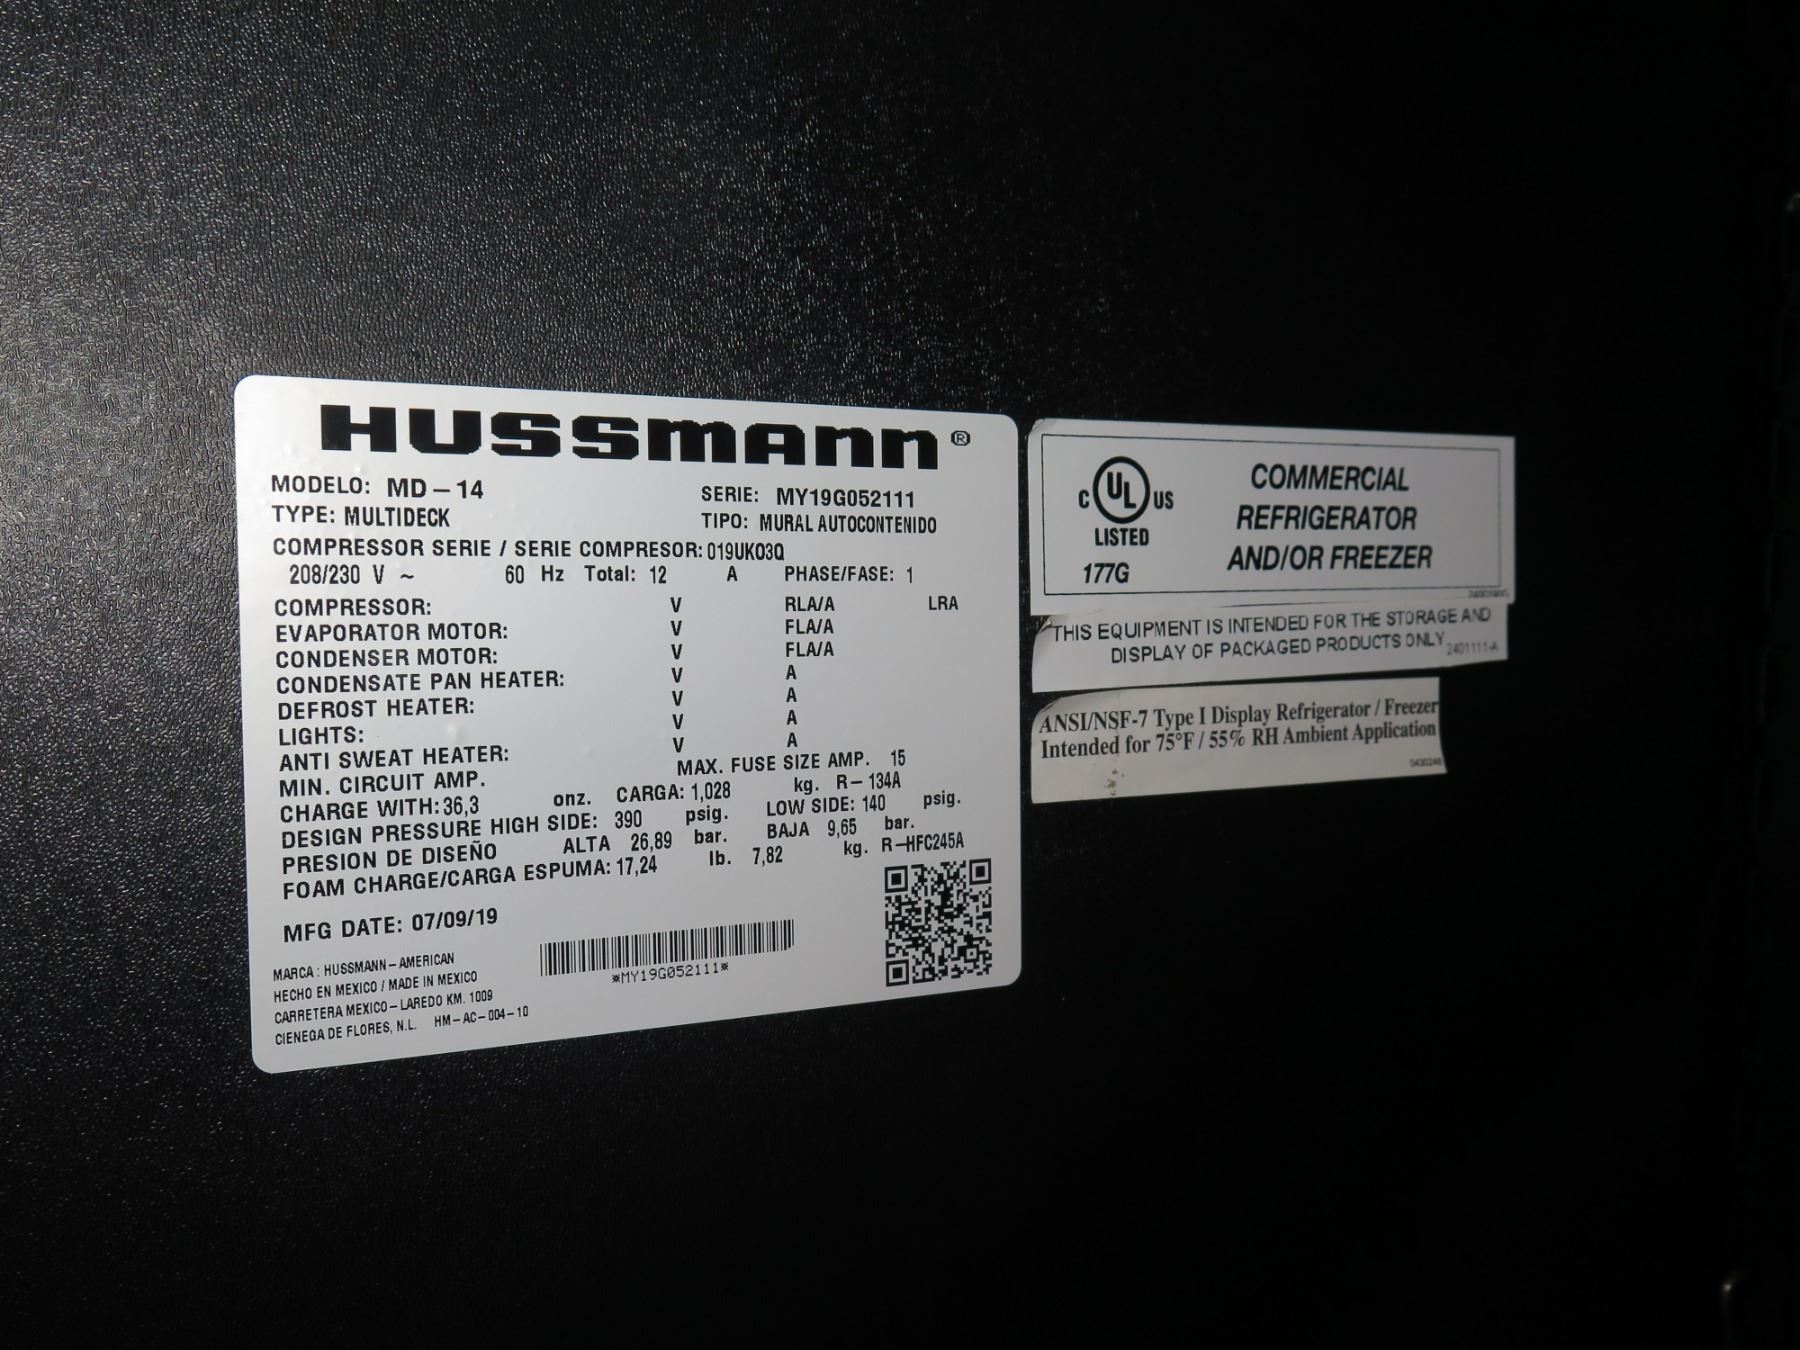 HUSSMANN®
MODELO: MD-14 SERIE: MY19G052111
TYPE: MULTIDECK TIPO: MURAL AUTOCONTENIDO
COMPRESSOR SERIE / SERIE COMPRESOR: 019UK03Q
208/230 V ~ 60 Hz Total: 12 A PHASE/FASE: 1
COMPRESSOR: V RLA/A LRA
EVAPORATOR MOTOR: V FLA/A
CONDENSER MOTOR: V FLA/A
CONDENSATE PAN HEATER: V A
DEFROST HEATER: V A
LIGHTS: V A
ANTI SWEAT HEATER: V A
MIN. CIRCUIT AMP. MAX. FUSE SIZE AMP. 15
CHARGE WITH: 36,3 onz. CARGA: 1,028 kg. R-134A
DESIGN PRESSURE HIGH SIDE: 390 psig. LOW SIDE: 140 psig.
PRESION DE DISEÑO ALTA 26,89 bar. BAJA 9,65 bar.
FOAM CHARGE/CARGA ESPUMA: 17,24 lb. 7,82 kg. R-HFC245A
MFG DATE: 07/09/19
*MY19G052111*
MARCA : HUSSMANN-AMERICAN
HECHO EN MEXICO / MADE IN MEXICO
CARRETERA MEXICO-LAREDO KM. 1009
CIENEGA DE FLORES, N.L. HM-AC-004-10
C UL US
LISTED
177G
COMMERCIAL
REFRIGERATOR
AND/OR FREEZER
THIS EQUIPMENT IS INTENDED FOR THE STORAGE AND
DISPLAY OF PACKAGED PRODUCTS ONLY 2401111-A
ANSI/NSF-7 Type I Display Refrigerator / Freezer
Intended for 75°F / 55% RH Ambient Application
0430248